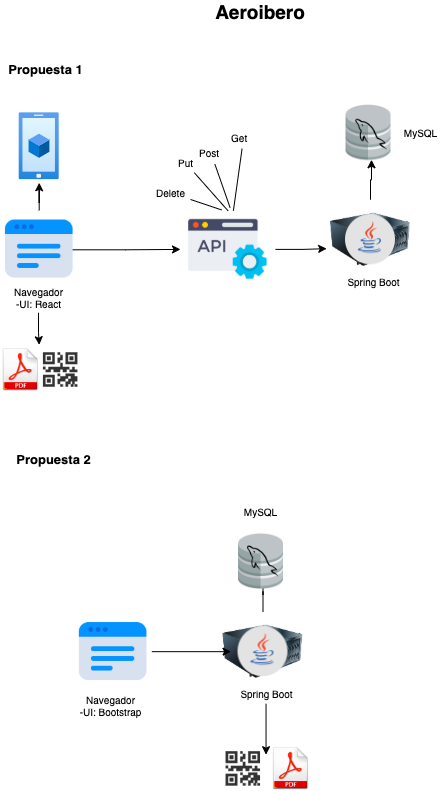 Aeroibero
Propuesta 1
MySQL
Get
Post
Put
Delete
API
Spring Boot
Navegador
-UI: React
PDF
Propuesta 2
MySQL
Navegador
-UI: Bootstrap
Spring Boot
PDF